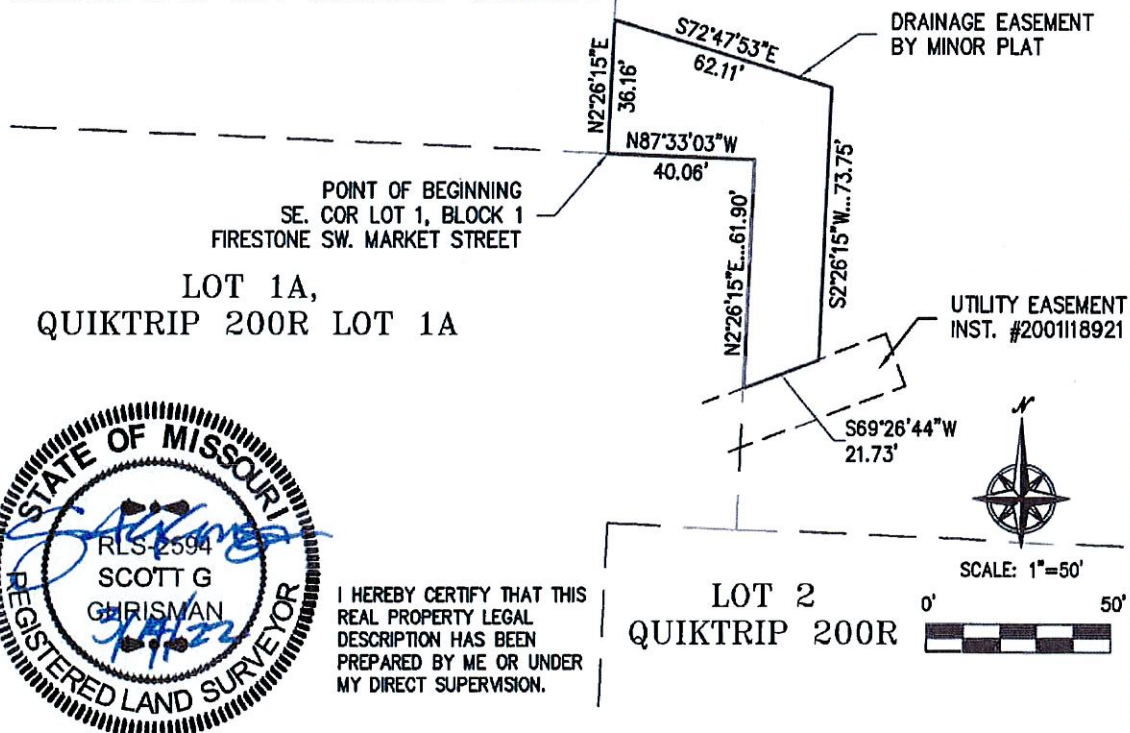 S72°47'53"E
62.11'
DRAINAGE EASEMENT
BY MINOR PLAT
N2°26'15"E
36.16'
N87°33'03"W
40.06'
POINT OF BEGINNING
SE. COR LOT 1, BLOCK 1
FIRESTONE SW. MARKET STREET
S2°26'15"W...73.75'
N2°26'15"E...61.90'
LOT 1A,
QUIKTRIP 200R LOT 1A
UTILITY EASEMENT
INST. #2001I18921
S69°26'44"W
21.73'
N
SCALE: 1"=50'
0' 50'
LOT 2
QUIKTRIP 200R
STATE OF MISSOURI
RLS-2594
SCOTT G
CHRISMAN
3/14/22
REGISTERED LAND SURVEYOR
I HEREBY CERTIFY THAT THIS
REAL PROPERTY LEGAL
DESCRIPTION HAS BEEN
PREPARED BY ME OR UNDER
MY DIRECT SUPERVISION.